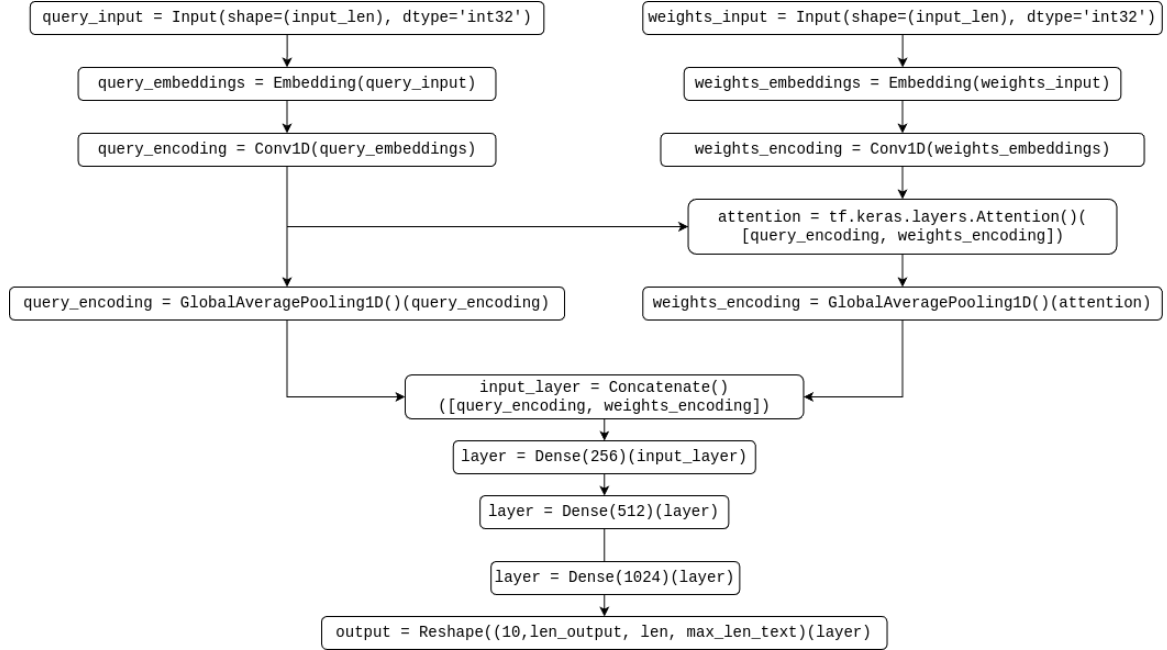 query_input = Input(shape=(input_len), dtype='int32')
weights_input = Input(shape=(input_len), dtype='int32')
query_embeddings = Embedding(query_input)
weights_embeddings = Embedding(weights_input)
query_encoding = Conv1D(query_embeddings)
weights_encoding = Conv1D(weights_embeddings)
attention = tf.keras.layers.Attention()(
[query_encoding, weights_encoding])
query_encoding = GlobalAveragePooling1D()(query_encoding)
weights_encoding = GlobalAveragePooling1D()(attention)
input_layer = Concatenate()
([query_encoding, weights_encoding])
layer = Dense(256)(input_layer)
layer = Dense(512)(layer)
layer = Dense(1024)(layer)
output = Reshape((10,len_output, len, max_len_text)(layer)